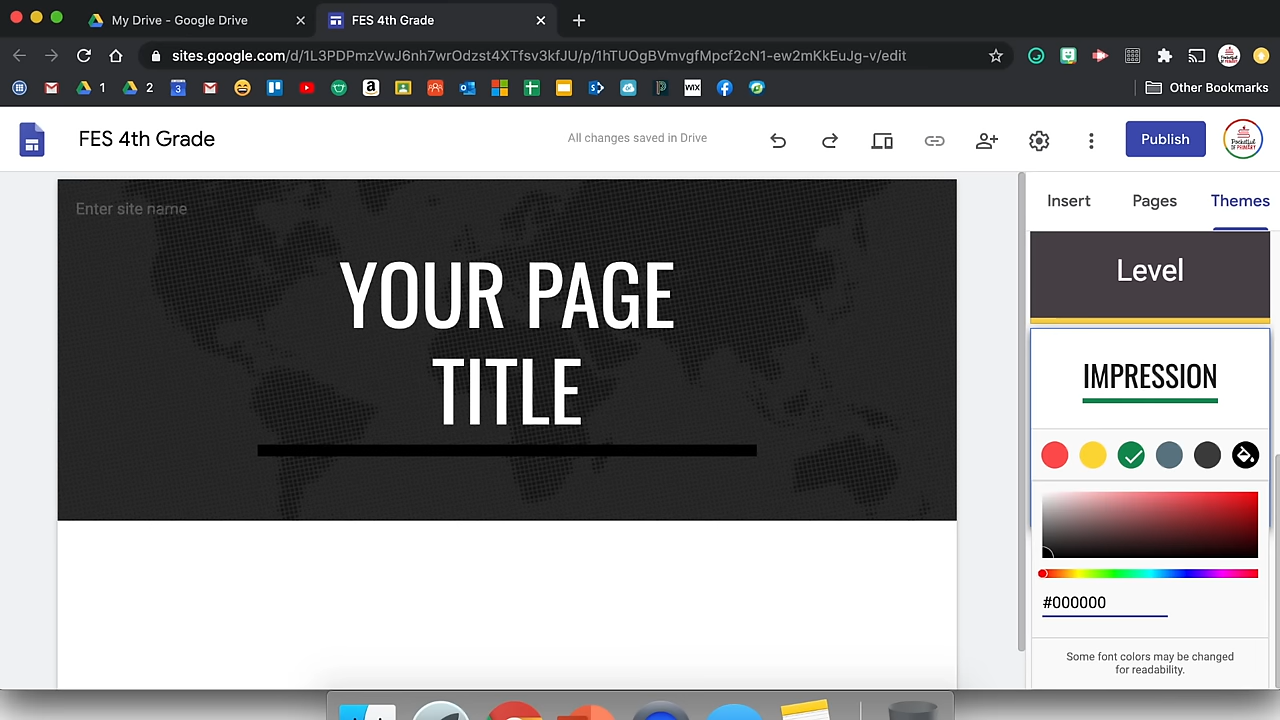 My Drive - Google Drive
FES 4th Grade
sites.google.com/d/1L3PDPmzVwJ6nh7wrOdzst4XTfsv3kfJU/p/1hTUOgBVmvgfMpcf2cN1-ew2mKkEuJg-v/edit
1
2
3
a
WIX
Other Bookmarks
FES 4th Grade
All changes saved in Drive
Publish
Enter site name
YOUR PAGE
TITLE
Insert
Pages
Themes
Level
IMPRESSION
#000000
Some font colors may be changed
for readability.